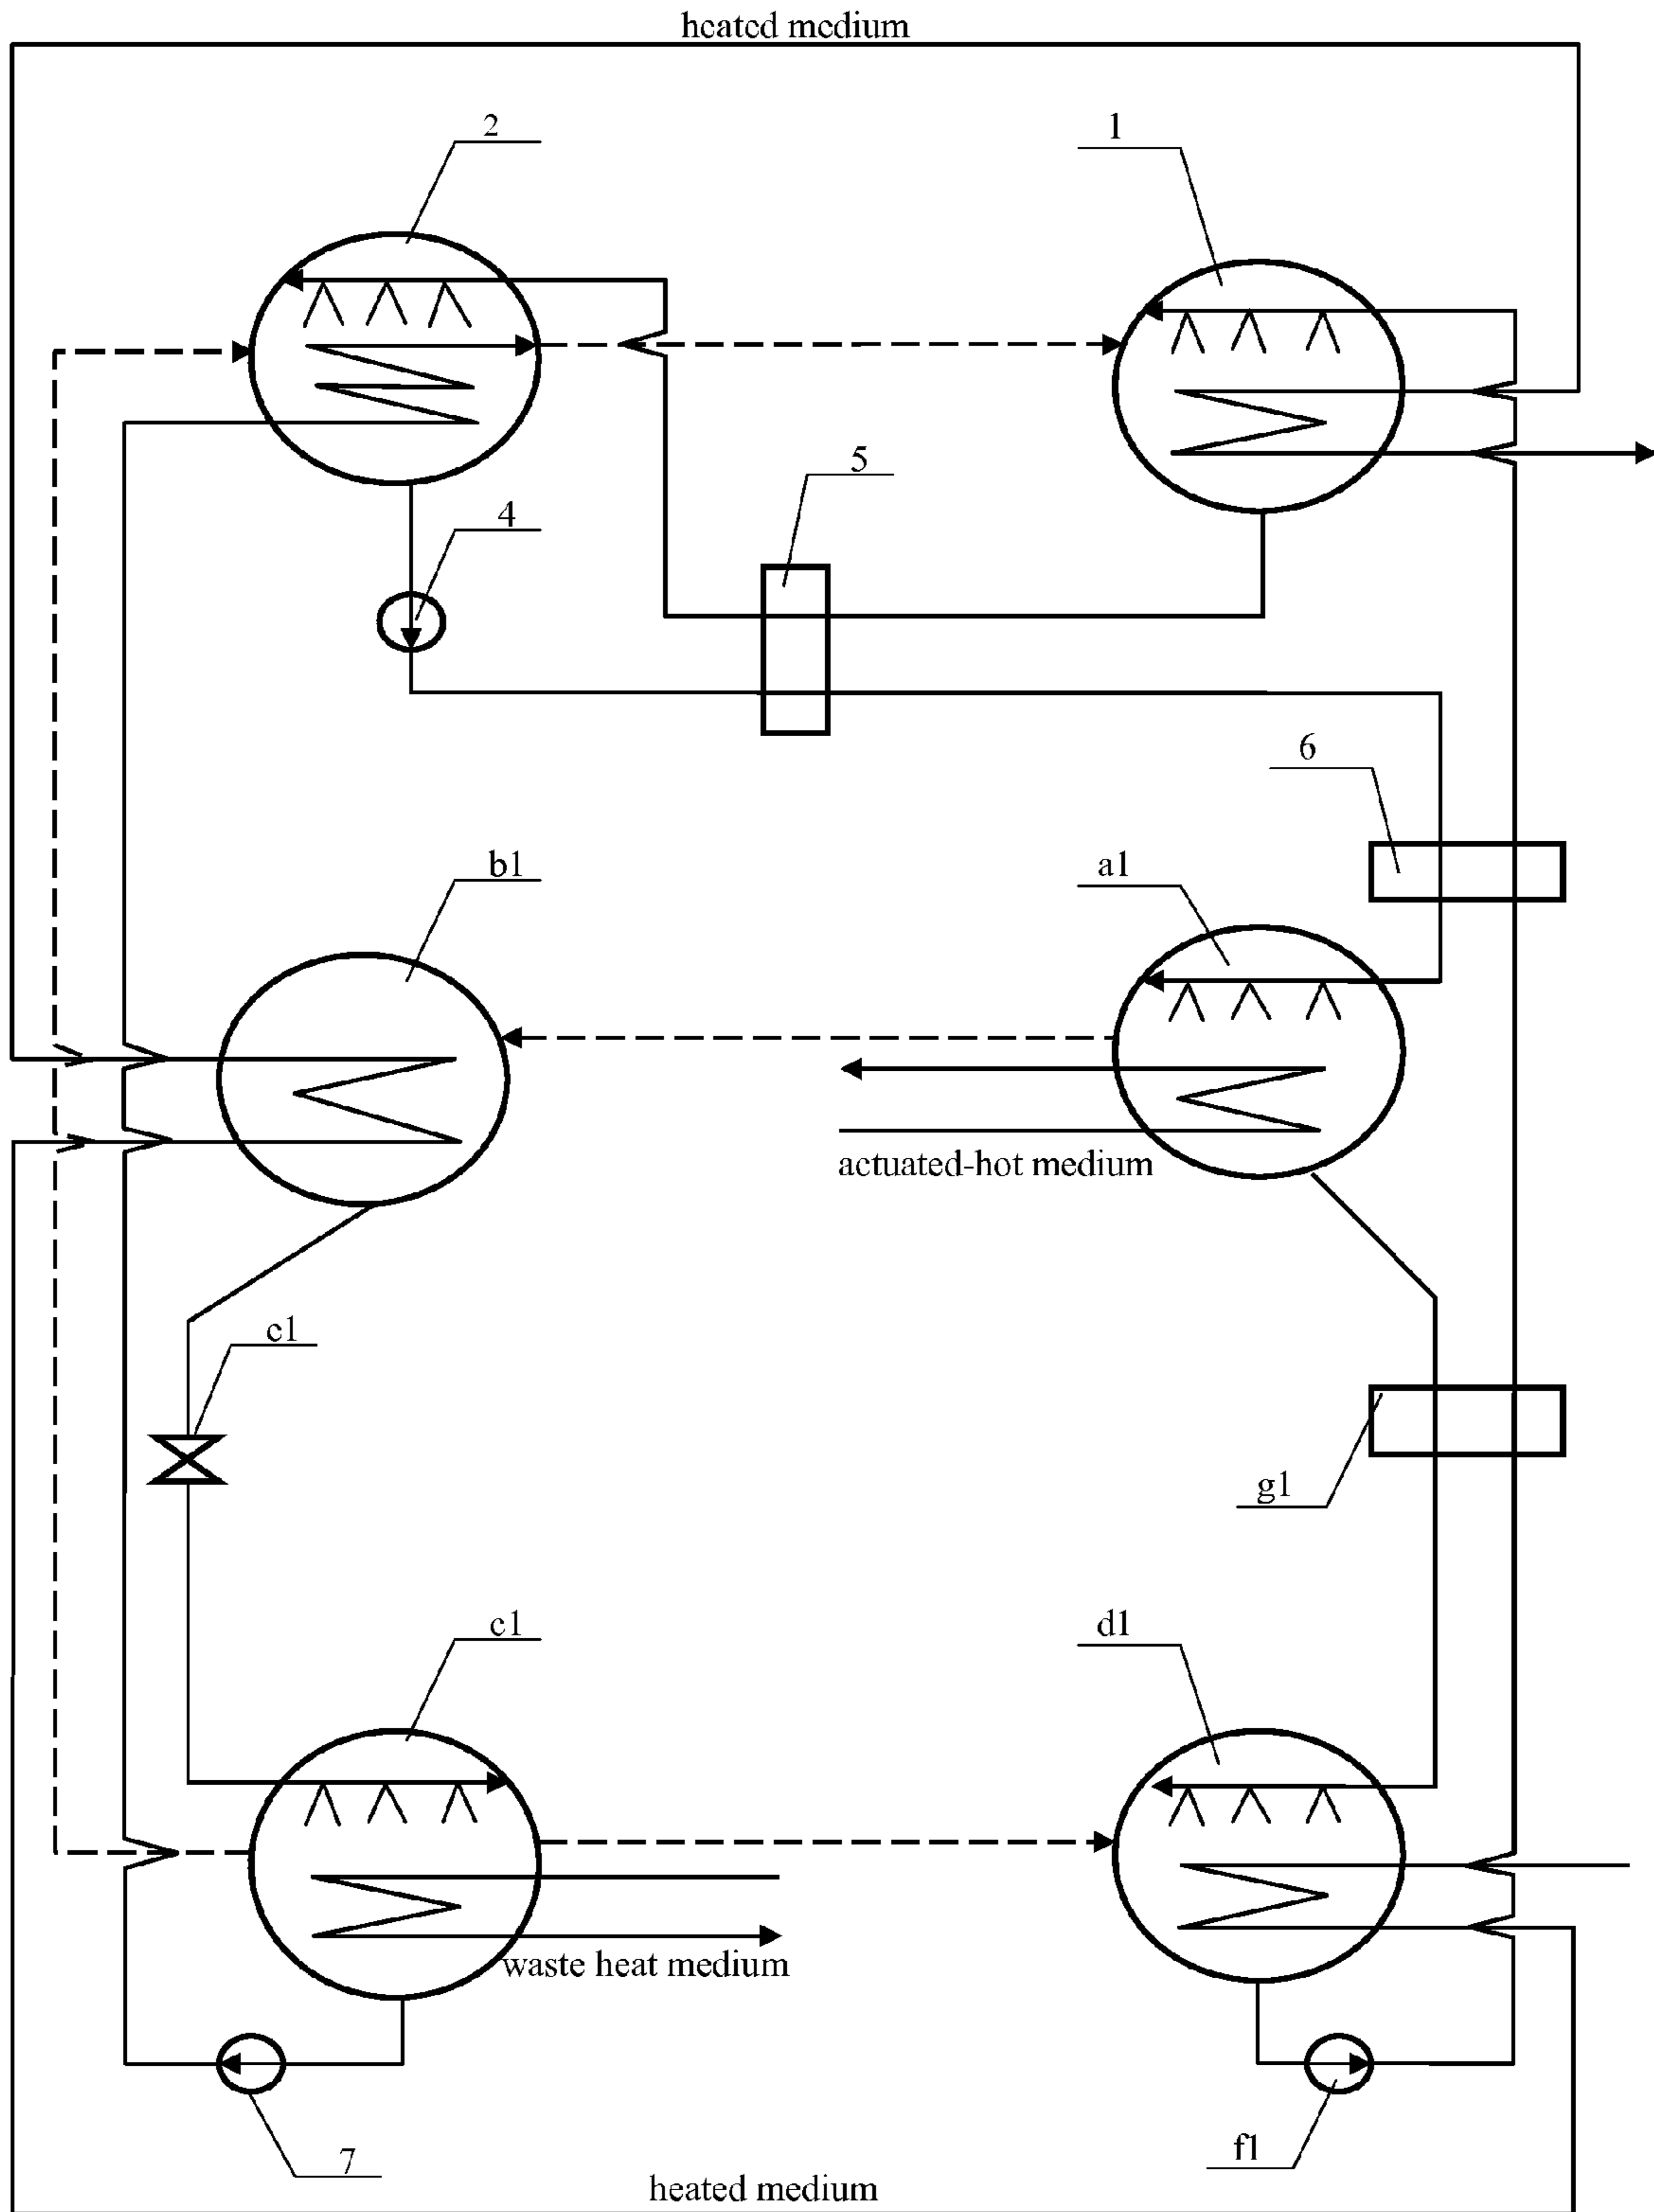 heated medium
2
1
5
4
6
b1
a1
actuated-hot medium
c1
c1
d1
g1
waste heat medium
7
f1
heated medium